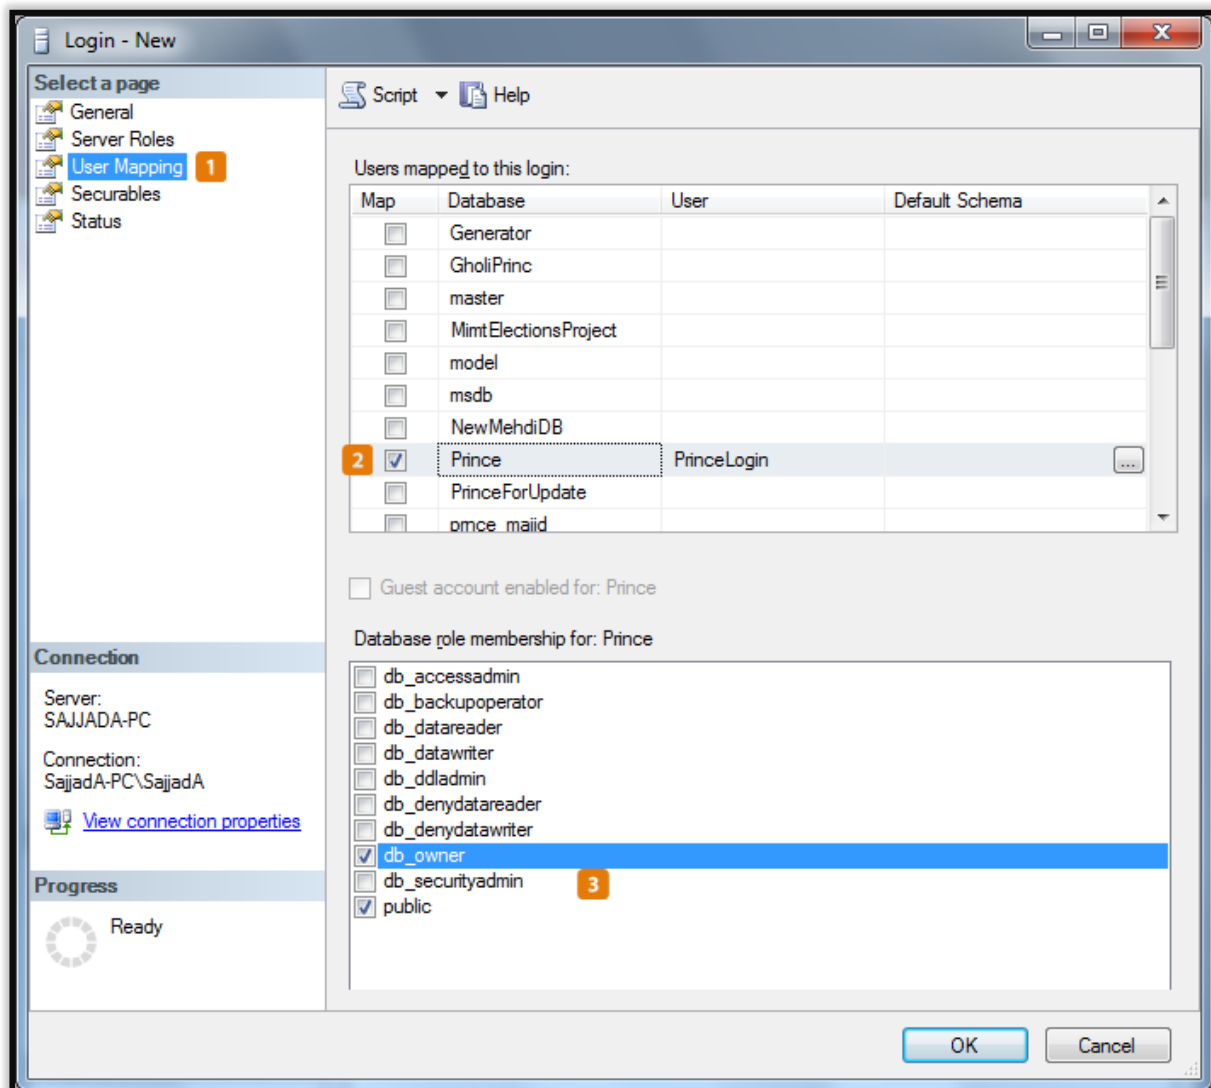 Login - New
Select a page
General
Server Roles
User Mapping 1
Securables
Status
Script Help
Users mapped to this login:
Map Database User Default Schema
Generator
GholiPrinc
master
MimtElectionsProject
model
msdb
NewMehdiDB
2 Prince PrinceLogin ...
PrinceForUpdate
Guest account enabled for: Prince
Database role membership for: Prince
db_accessadmin
db_backupoperator
db_datareader
db_datawriter
db_ddladmin
db_denydatareader
db_denydatawriter
db_owner
db_securityadmin 3
public
Connection
Server:
SAJJADA-PC
Connection:
SajjadA-PC\SajjadA
View connection properties
Progress
Ready
OK Cancel